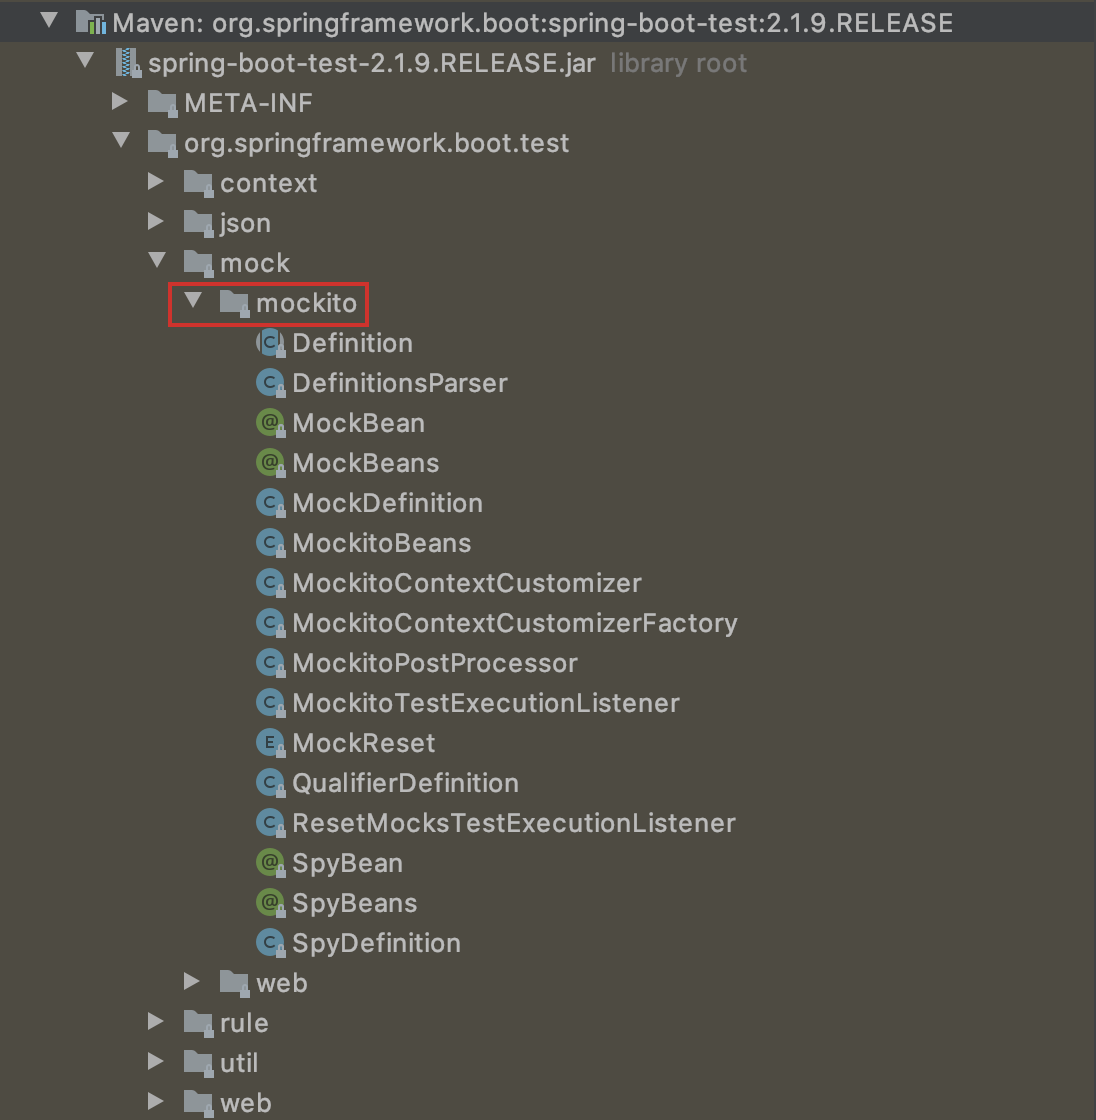 Maven: org.springframework.boot:spring-boot-test:2.1.9.RELEASE
spring-boot-test-2.1.9.RELEASE.jar library root
META-INF
org.springframework.boot.test
context
json
mock
mockito
Definition
DefinitionsParser
MockBean
MockBeans
MockDefinition
MockitoBeans
MockitoContextCustomizer
MockitoContextCustomizerFactory
MockitoPostProcessor
MockitoTestExecutionListener
MockReset
QualifierDefinition
ResetMocksTestExecutionListener
SpyBean
SpyBeans
SpyDefinition
web
rule
util
web